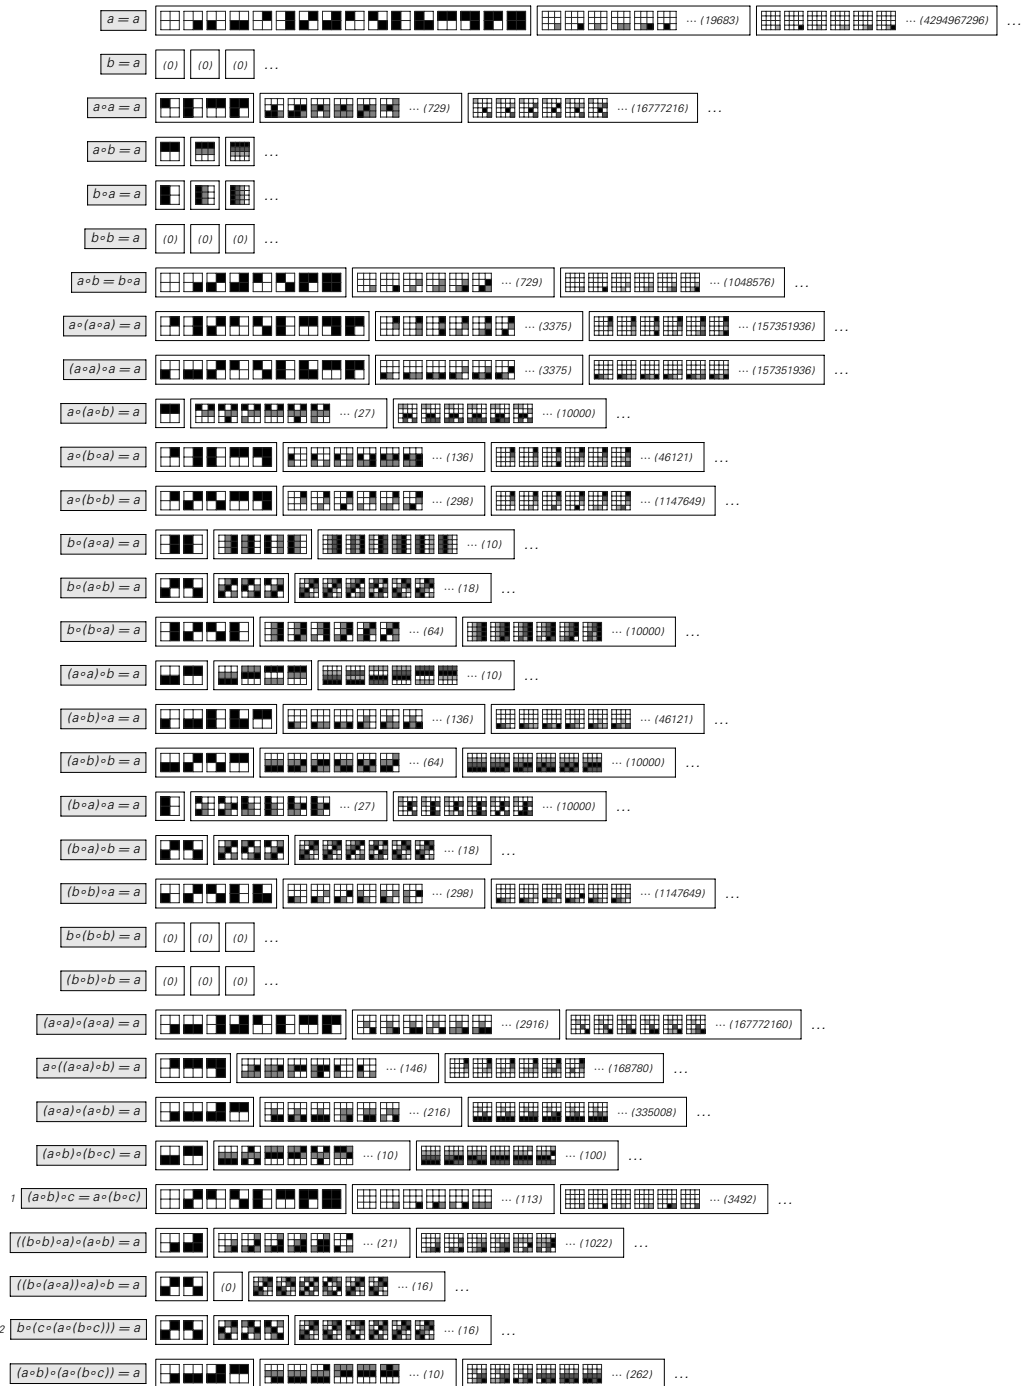 a = a ··· (19683) ··· (4294967296) ...
b = a (0) (0) (0) ...
a∘a = a ··· (729) ··· (16777216) ...
a∘b = a ...
b∘a = a ...
b∘b = a (0) (0) (0) ...
a∘b = b∘a ··· (729) ··· (1048576) ...
a∘(a∘a) = a ··· (3375) ··· (157351936) ...
(a∘a)∘a = a ··· (3375) ··· (157351936) ...
a∘(a∘b) = a ··· (27) ··· (10000) ...
a∘(b∘a) = a ··· (136) ··· (46121) ...
a∘(b∘b) = a ··· (298) ··· (1147649) ...
b∘(a∘a) = a ··· (10) ...
b∘(a∘b) = a ··· (18) ...
b∘(b∘a) = a ··· (64) ··· (10000) ...
(a∘a)∘b = a ··· (10) ...
(a∘b)∘a = a ··· (136) ··· (46121) ...
(a∘b)∘b = a ··· (64) ··· (10000) ...
(b∘a)∘a = a ··· (27) ··· (10000) ...
(b∘a)∘b = a ··· (18) ...
(b∘b)∘a = a ··· (298) ··· (1147649) ...
b∘(b∘b) = a (0) (0) (0) ...
(b∘b)∘b = a (0) (0) (0) ...
(a∘a)∘(a∘a) = a ··· (2916) ··· (167772160) ...
a∘((a∘a)∘b) = a ··· (146) ··· (168780) ...
(a∘a)∘(a∘b) = a ··· (216) ··· (335008) ...
(a∘b)∘(b∘c) = a ··· (10) ··· (100) ...
1 (a∘b)∘c = a∘(b∘c) ··· (113) ··· (3492) ...
((b∘b)∘a)∘(a∘b) = a ··· (21) ··· (1022) ...
((b∘(a∘a))∘a)∘b = a (0) ··· (16) ...
2 b∘(c∘(a∘(b∘c))) = a ··· (16) ...
(a∘b)∘(a∘(b∘c)) = a ··· (10) ··· (262) ...